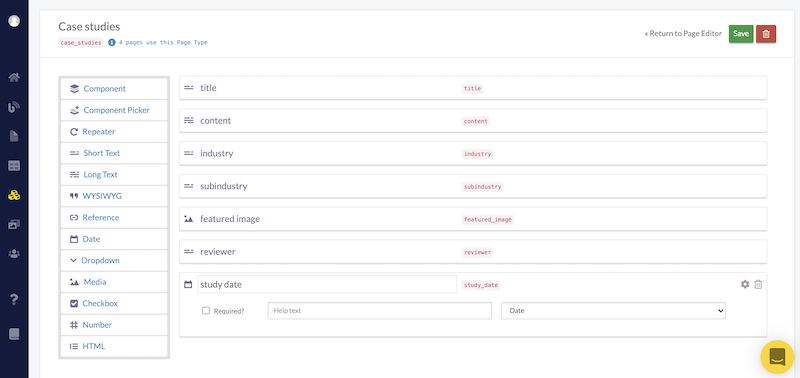 Case studies
case_studies 4 pages use this Page Type
« Return to Page Editor Save
Component
Component Picker
Repeater
Short Text
Long Text
WYSIWYG
Reference
Date
Dropdown
Media
Checkbox
Number
HTML
title title
content content
industry industry
subindustry subindustry
featured image featured_image
reviewer reviewer
study date study_date
Required? Help text Date